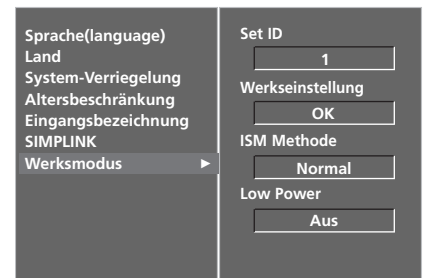 Sprache(language)
Land
System-Verriegelung
Altersbeschränkung
Eingangsbezeichnung
SIMPLINK
Werksmodus ►
Set ID
1
Werkseinstellung
OK
ISM Methode
Normal
Low Power
Aus